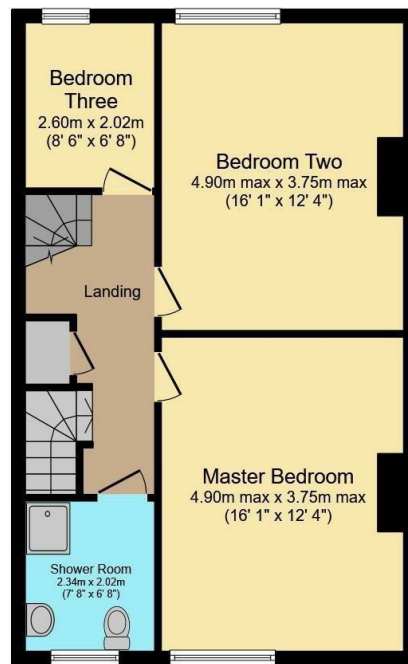 Bedroom
Three
2.60m x 2.02m
(8' 6" x 6' 8")
Bedroom Two
4.90m max x 3.75m max
(16' 1" x 12' 4")
Landing
Master Bedroom
4.90m max x 3.75m max
(16' 1" x 12' 4")
Shower Room
2.34m x 2.02m
(7' 8" x 6' 8")